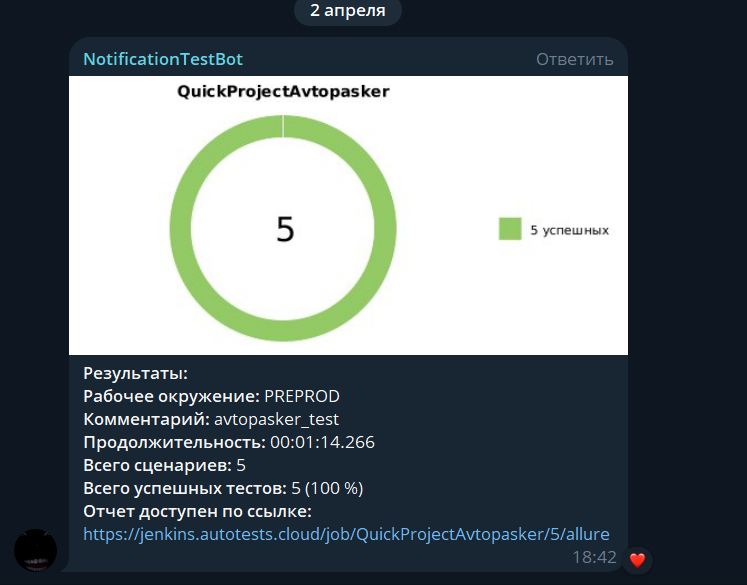 2 апреля
NotificationTestBot Ответить
QuickProjectAvtopasker
5
5 успешных
Результаты:
Рабочее окружение: PREPROD
Комментарий: avtopasker_test
Продолжительность: 00:01:14.266
Всего сценариев: 5
Всего успешных тестов: 5 (100 %)
Отчет доступен по ссылке:
https://jenkins.autotests.cloud/job/QuickProjectAvtopasker/5/allure
18:42